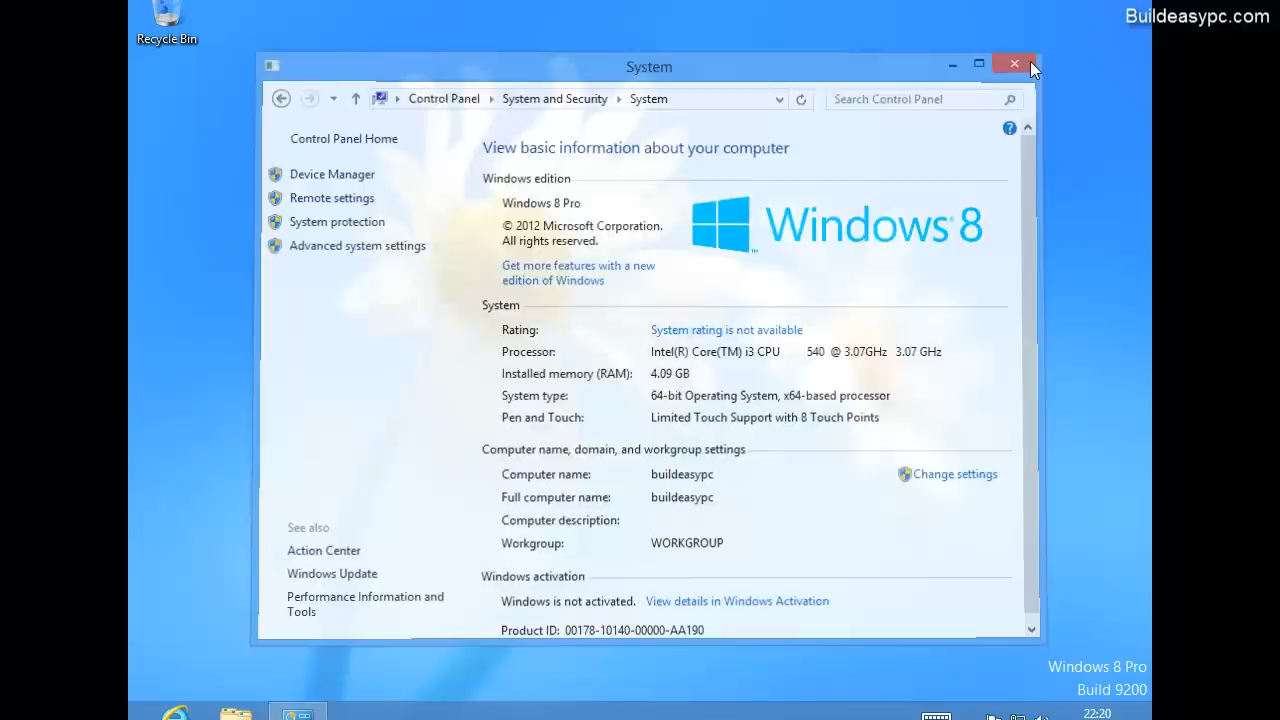 Buildeasypc.com
Recycle Bin
System
Control Panel
System and Security
System
Search Control Panel
Control Panel Home
Device Manager
Remote settings
System protection
Advanced system settings
See also
Action Center
Windows Update
Performance Information and
Tools
View basic information about your computer
Windows edition
Windows 8 Pro
© 2012 Microsoft Corporation.
All rights reserved.
Get more features with a new
edition of Windows
Windows® 8
™
System
Rating: System rating is not available
Processor: Intel(R) Core(TM) i3 CPU 540 @ 3.07GHz 3.07 GHz
Installed memory (RAM): 4.09 GB
System type: 64-bit Operating System, x64-based processor
Pen and Touch: Limited Touch Support with 8 Touch Points
Computer name, domain, and workgroup settings
Computer name: buildeasypc
Change settings
Full computer name: buildeasypc
Computer description:
Workgroup: WORKGROUP
Windows activation
Windows is not activated. View details in Windows Activation
Product ID: 00178-10140-00000-AA190
Windows 8 Pro
Build 9200
22:20